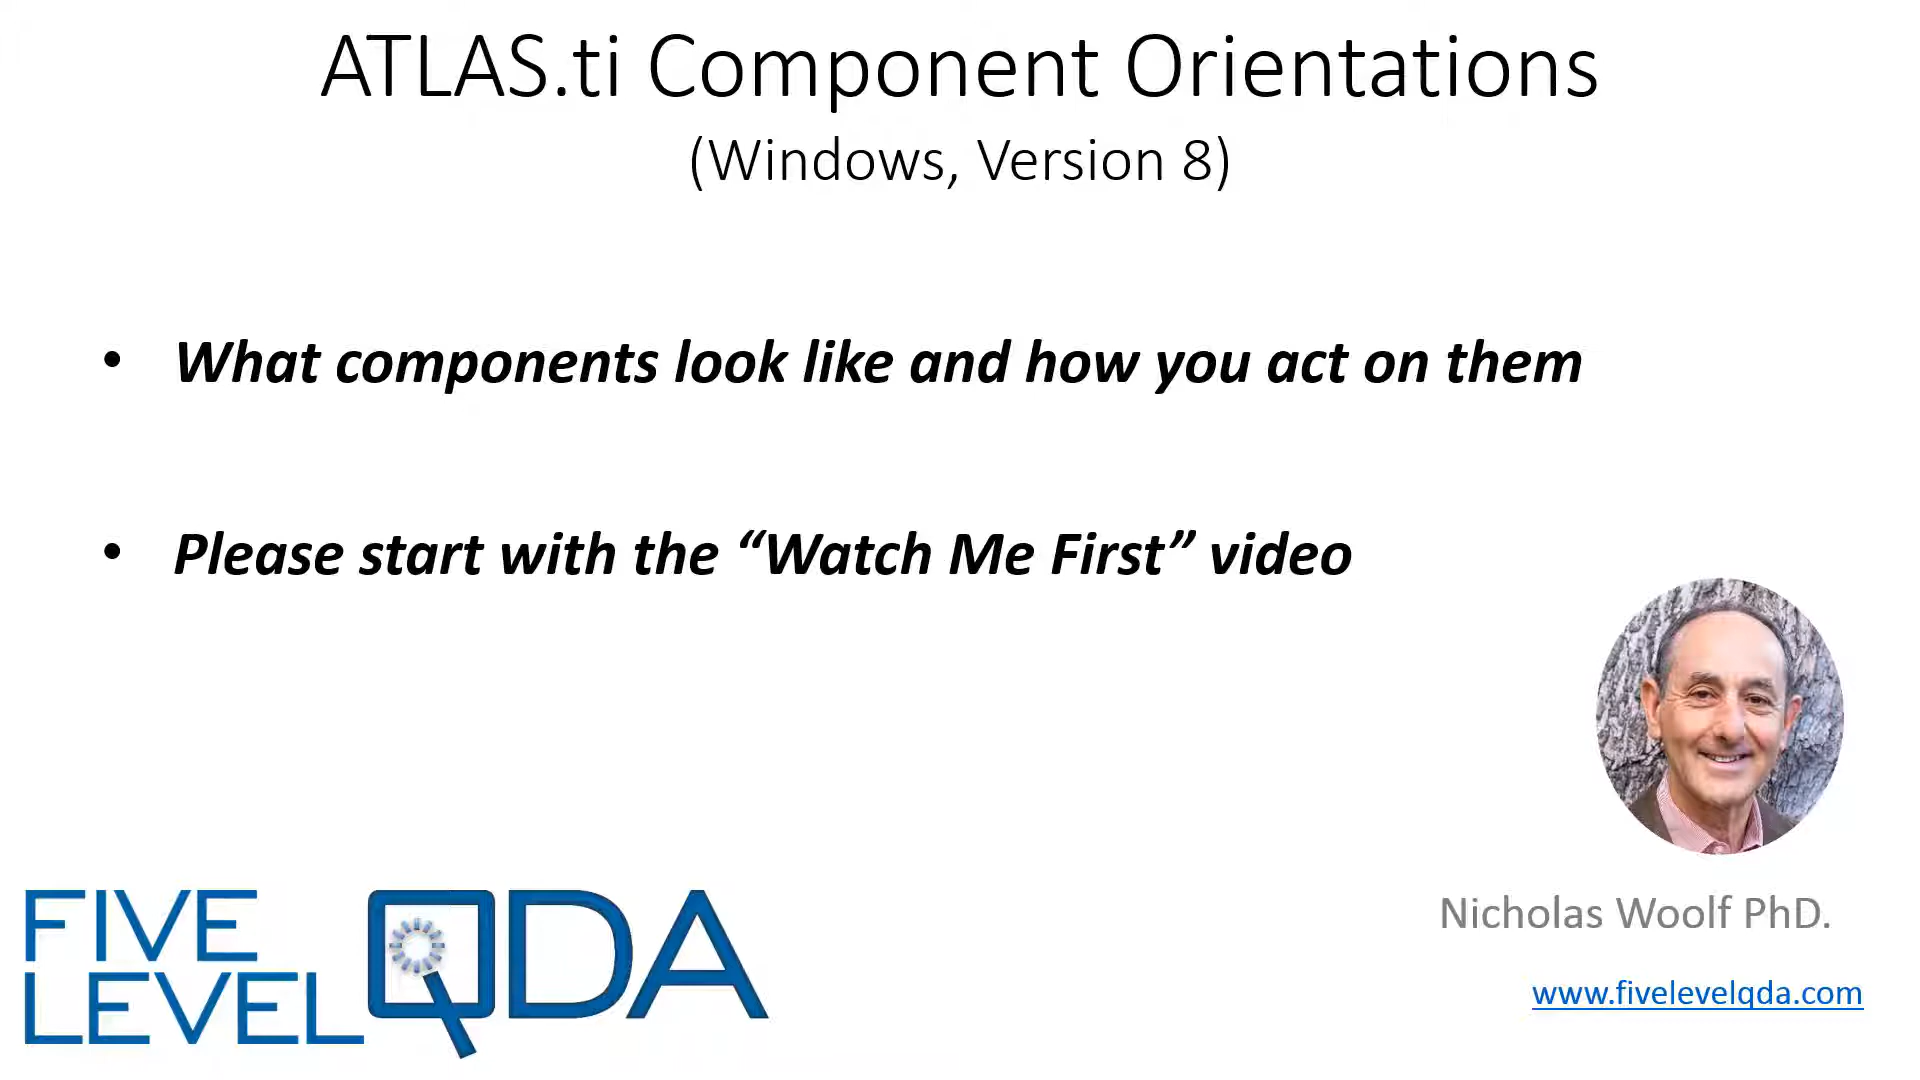 ATLAS.ti Component Orientations
(Windows, Version 8)
• What components look like and how you act on them
• Please start with the “Watch Me First” video
Nicholas Woolf PhD.
www.fivelevelqda.com
FIVE LEVEL QDA